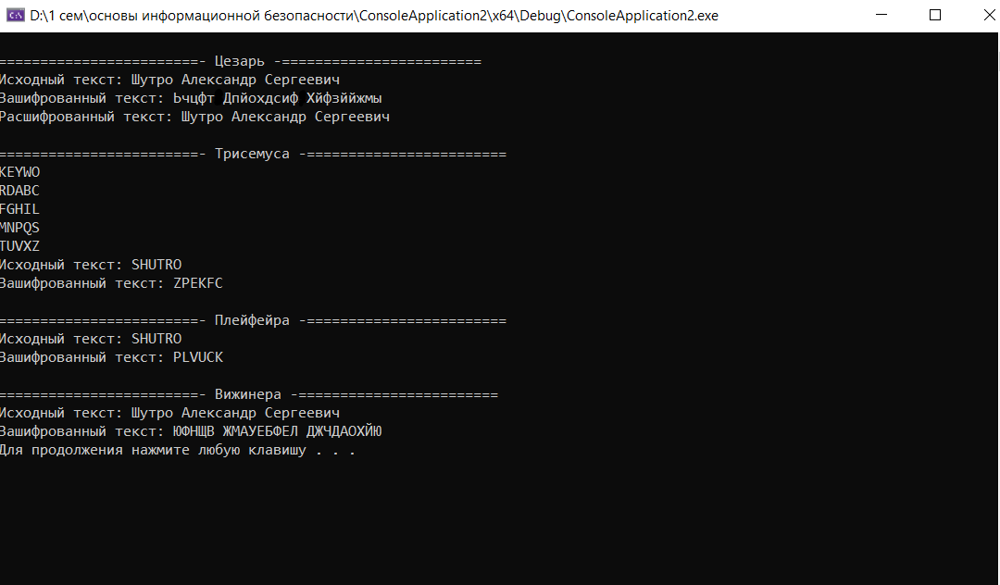 D:\1 сем\основы информационной безопасности\ConsoleApplication2\x64\Debug\ConsoleApplication2.exe
========================- Цезарь -========================
Исходный текст: Шутро Александр Сергеевич
Зашифрованный текст: Ьчцфт Дпйохдсиф Хйфзййжмы
Расшифрованный текст: Шутро Александр Сергеевич
========================- Трисемуса -========================
KEYWO
RDABC
FGHIL
MNPQS
TUVXZ
Исходный текст: SHUTRO
Зашифрованный текст: ZPEKFC
========================- Плейфейра -========================
Исходный текст: SHUTRO
Зашифрованный текст: PLVUCK
========================- Вижинера -========================
Исходный текст: Шутро Александр Сергеевич
Зашифрованный текст: ЮФНЩВ ЖМАУЕБФЕЛ ДЖЧДАОХЙЮ
Для продолжения нажмите любую клавишу . . .